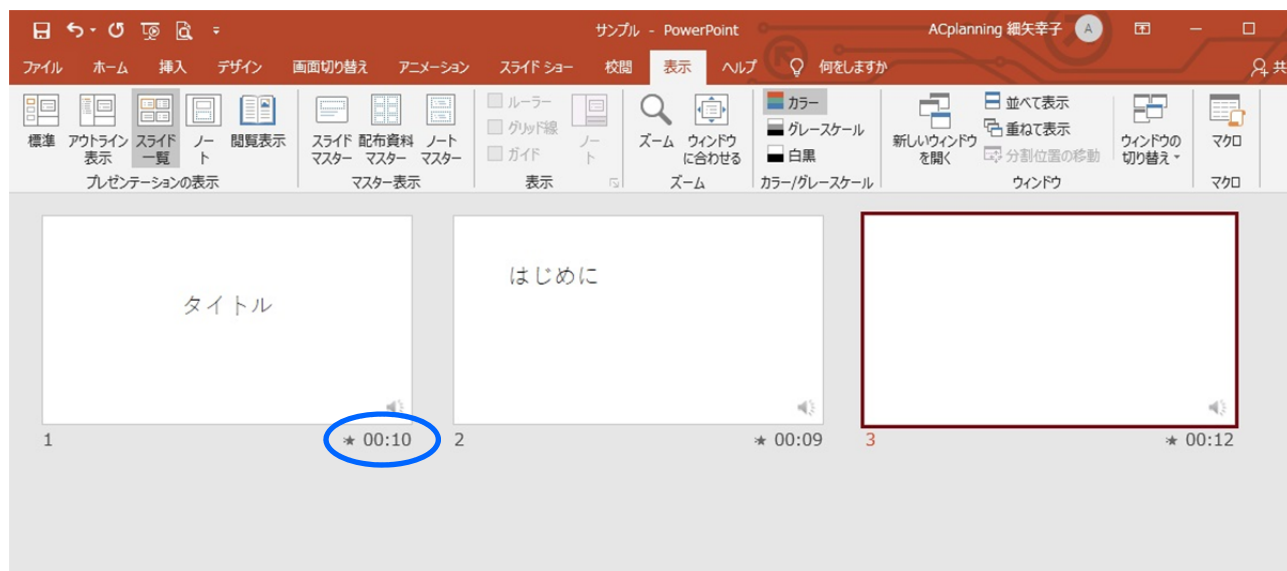 サンプル - PowerPoint
ACplanning 細矢幸子
A
ファイル ホーム 挿入 デザイン 画面切り替え アニメーション スライド ショー 校閲 表示 ヘルプ 何をしますか 共
標準
アウトライン
表示
スライド
一覧
ノー
ト
閲覧表示
プレゼンテーションの表示
スライド
マスター
配布資料
マスター
ノート
マスター
マスター表示
ルーラー
グリッド線
ガイド
ノー
ト
表示
ズーム
ウィンドウ
に合わせる
ズーム
カラー
グレースケール
白黒
カラー/グレースケール
新しいウィンドウ
を開く
並べて表示
重ねて表示
分割位置の移動
ウィンドウの
切り替え
ウィンドウ
マクロ
マクロ
タイトル
1 00:10
はじめに
2 00:09
3 00:12